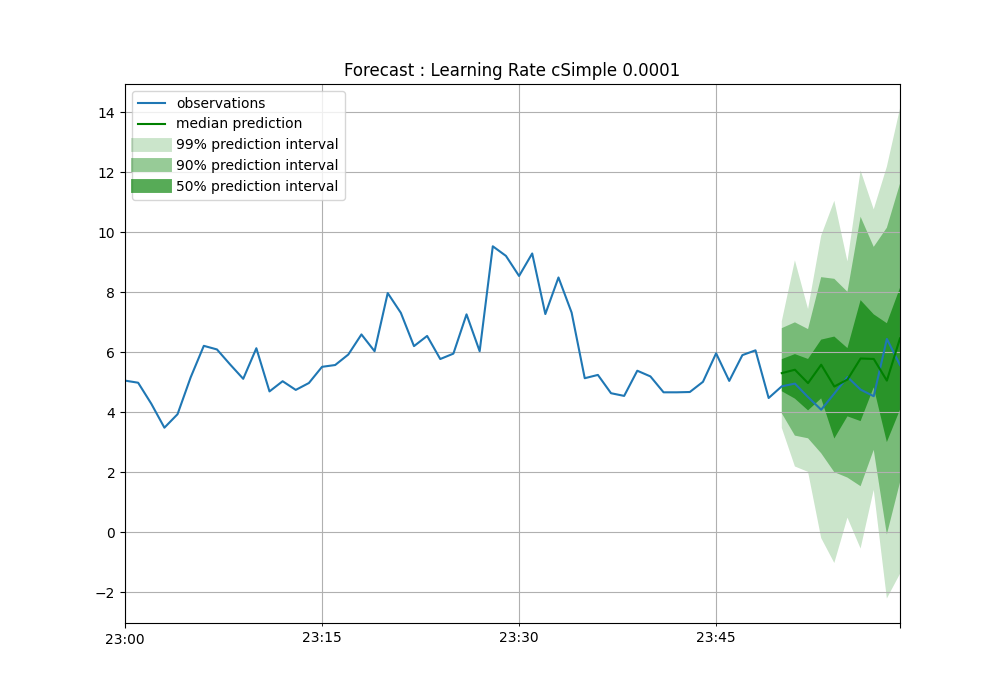 Forecast : Learning Rate cSimple 0.0001
observations
median prediction
99% prediction interval
90% prediction interval
50% prediction interval
14
12
10
8
6
4
2
0
−2
23:00 23:15 23:30 23:45